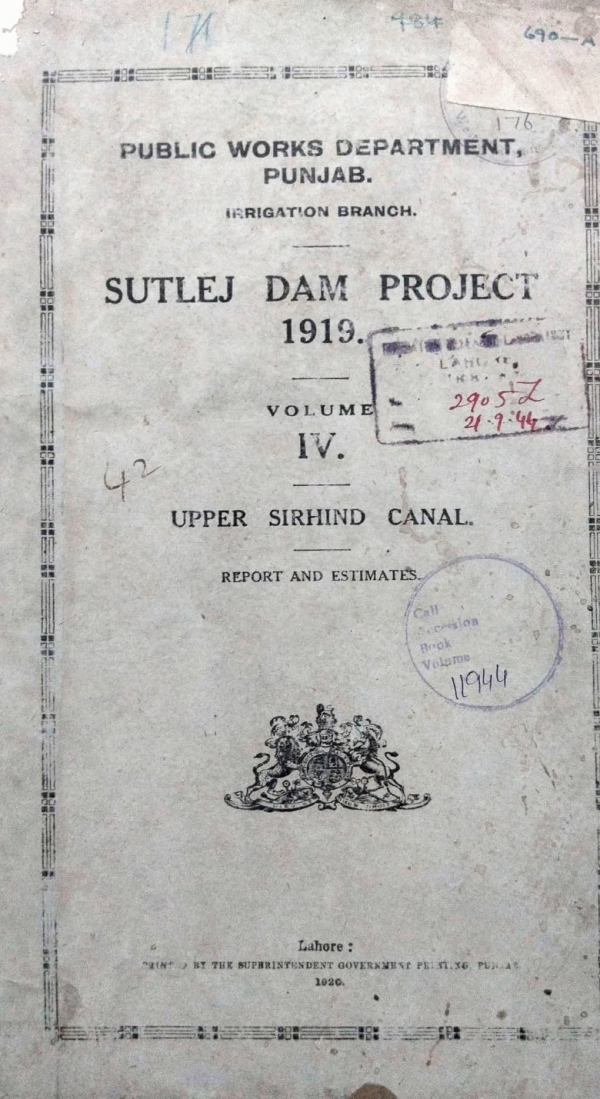 171
484
690—A
176
PUBLIC WORKS DEPARTMENT,
PUNJAB.
IRRIGATION BRANCH.
SUTLEJ DAM PROJECT
1919.
LAHORE.
2905
21.9.44
VOLUME
IV.
42
UPPER SIRHIND CANAL.
REPORT AND ESTIMATES.
Call
Accession
Book
Volume
11944
Lahore :
PRINTED BY THE SUPERINTENDENT GOVERNMENT PRINTING, PUNJAB
1920.